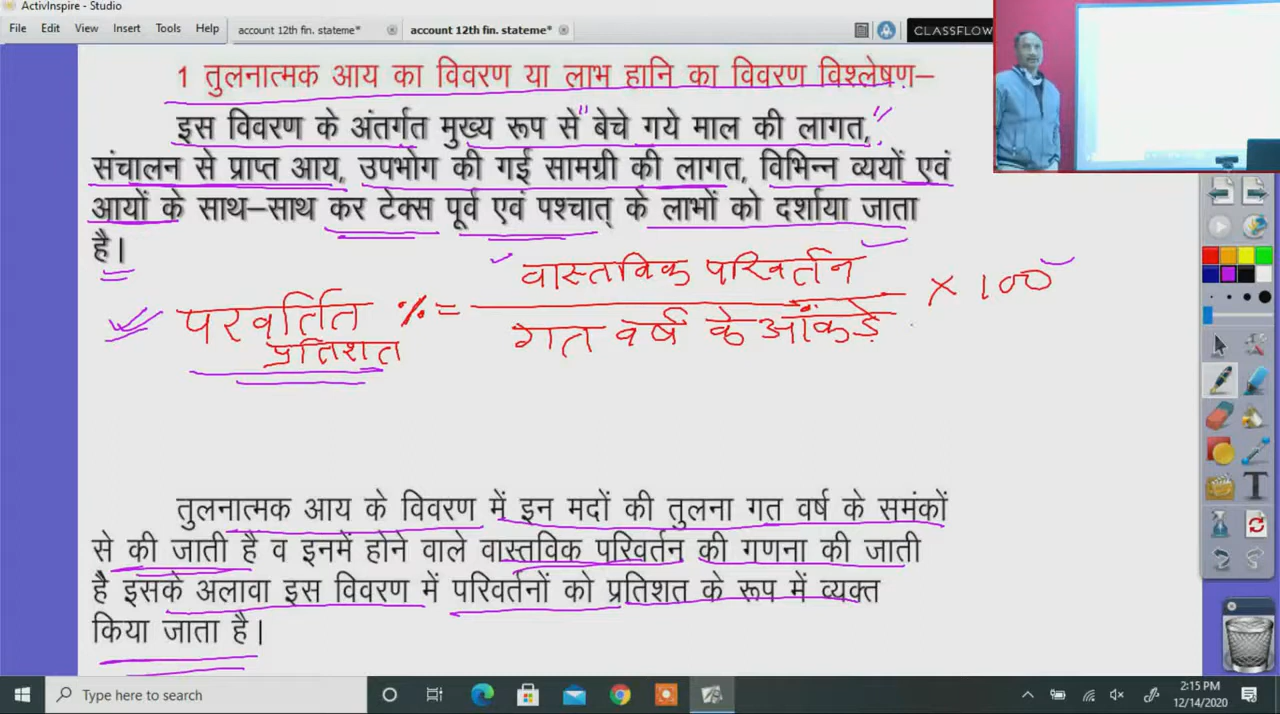 ActivInspire - Studio
File Edit View Insert Tools Help
account 12th fin. stateme* account 12th fin. stateme*
CLASSFLOW
1 तुलनात्मक आय का विवरण या लाभ हानि का विवरण विश्लेषण–
इस विवरण के अंतर्गत मुख्य रूप से "बेचे गये माल की लागत,"
संचालन से प्राप्त आय, उपभोग की गई सामग्री की लागत, विभिन्न व्ययों एवं
आयों के साथ–साथ कर टेक्स पूर्व एवं पश्चात् के लाभों को दर्शाया जाता
है।
वास्तविक परिवर्तन
परवर्तिति % = × 100
गत वर्ष के आँकड़े
प्रतिशत
तुलनात्मक आय के विवरण में इन मदों की तुलना गत वर्ष के समंकों
से की जाती है व इनमें होने वाले वास्तविक परिवर्तन की गणना की जाती
है इसके अलावा इस विवरण में परिवर्तनों को प्रतिशत के रूप में व्यक्त
किया जाता है।
Type here to search
2:15 PM
12/14/2020